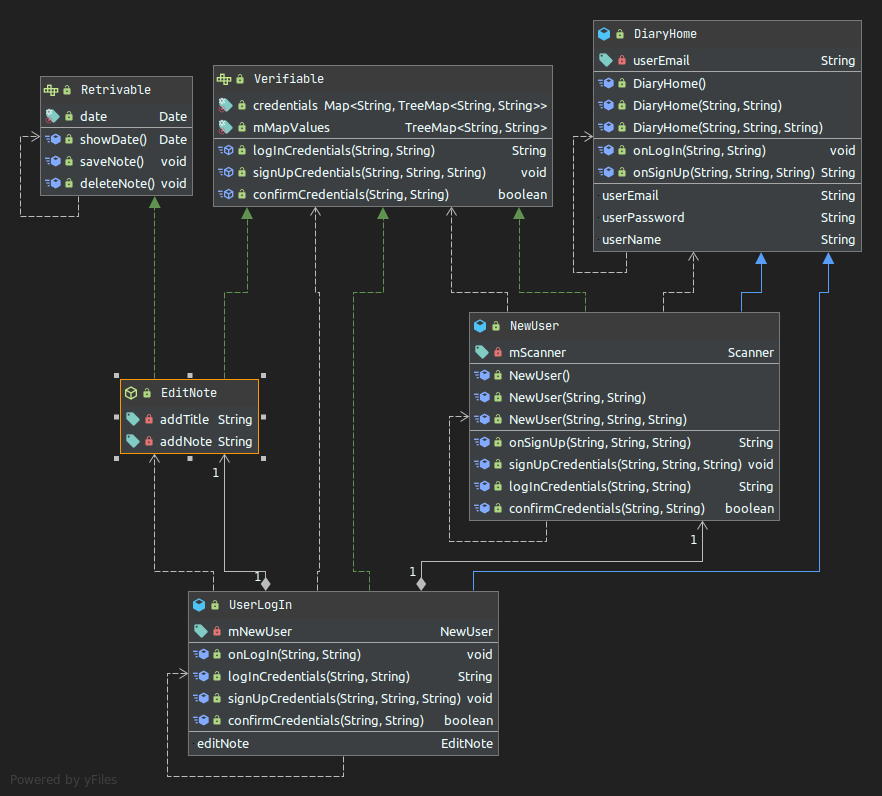 DiaryHome
userEmail String
DiaryHome()
DiaryHome(String, String)
DiaryHome(String, String, String)
onLogIn(String, String) void
onSignUp(String, String, String) String
userEmail String
userPassword String
userName String
Verifiable
credentials Map<String, TreeMap<String, String>>
mMapValues TreeMap<String, String>
logInCredentials(String, String) String
signUpCredentials(String, String, String) void
confirmCredentials(String, String) boolean
Retrivable
date Date
showDate() Date
saveNote() void
deleteNote() void
NewUser
mScanner Scanner
NewUser()
NewUser(String, String)
NewUser(String, String, String)
onSignUp(String, String, String) String
signUpCredentials(String, String, String) void
logInCredentials(String, String) String
confirmCredentials(String, String) boolean
EditNote
addTitle String
addNote String
1
1
1
1
UserLogIn
mNewUser NewUser
onLogIn(String, String) void
logInCredentials(String, String) String
signUpCredentials(String, String, String) void
confirmCredentials(String, String) boolean
editNote EditNote
Powered by yFiles